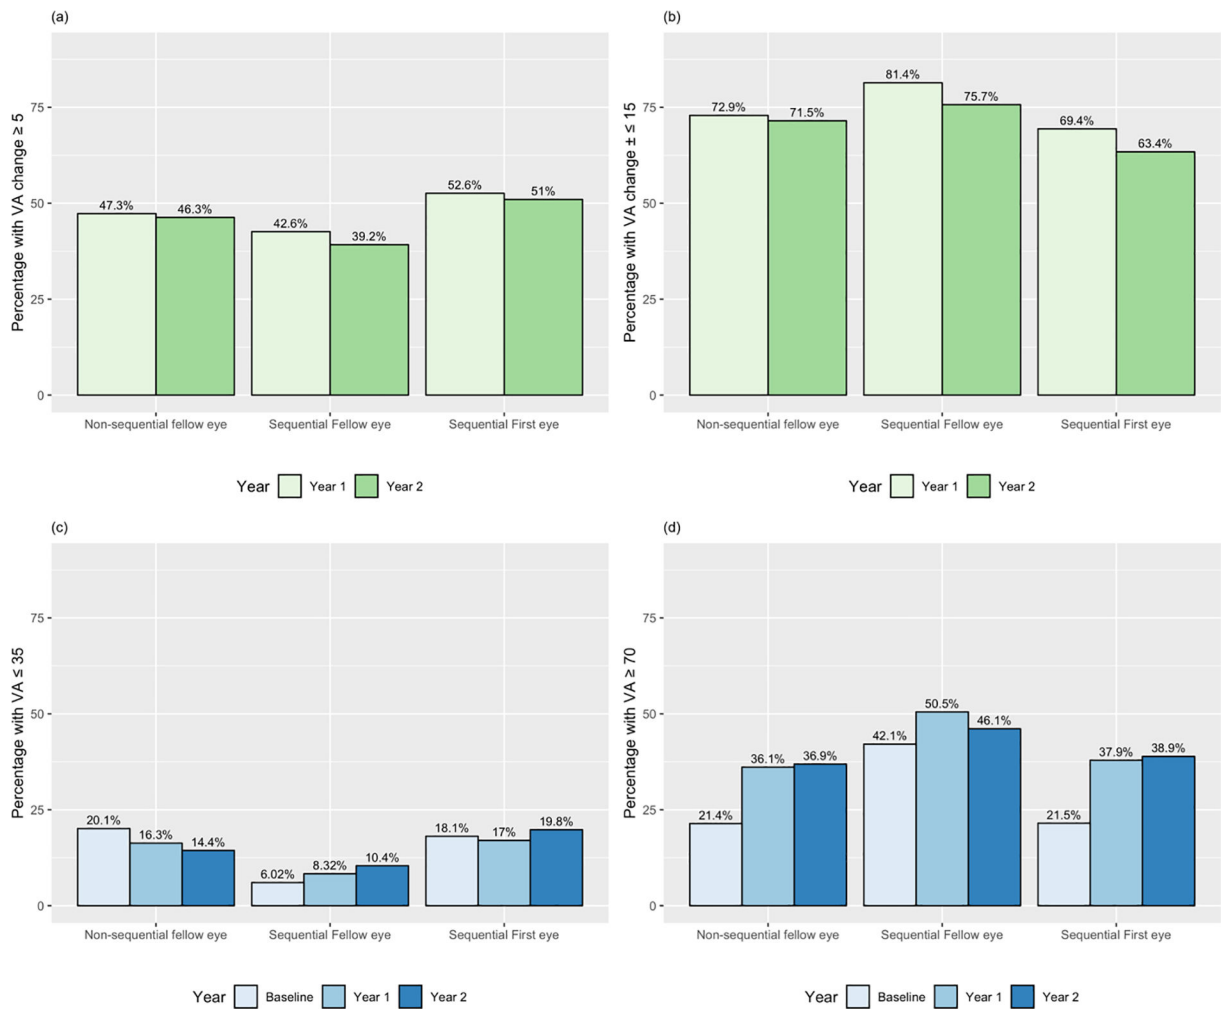 (a)
Percentage with VA change ≥ 5
75
50
25
0
47.3%
46.3%
42.6%
39.2%
52.6%
51%
Non-sequential fellow eye
Sequential Fellow eye
Sequential First eye
Year
Year 1
Year 2
(b)
Percentage with VA change ± ≤ 15
75
50
25
0
72.9%
71.5%
81.4%
75.7%
69.4%
63.4%
Non-sequential fellow eye
Sequential Fellow eye
Sequential First eye
Year
Year 1
Year 2
(c)
Percentage with VA ≤ 35
75
50
25
0
20.1%
16.3%
14.4%
6.02%
8.32%
10.4%
18.1%
17%
19.8%
Non-sequential fellow eye
Sequential Fellow eye
Sequential First eye
Year
Baseline
Year 1
Year 2
(d)
Percentage with VA ≥ 70
75
50
25
0
21.4%
36.1%
36.9%
42.1%
50.5%
46.1%
21.5%
37.9%
38.9%
Non-sequential fellow eye
Sequential Fellow eye
Sequential First eye
Year
Baseline
Year 1
Year 2